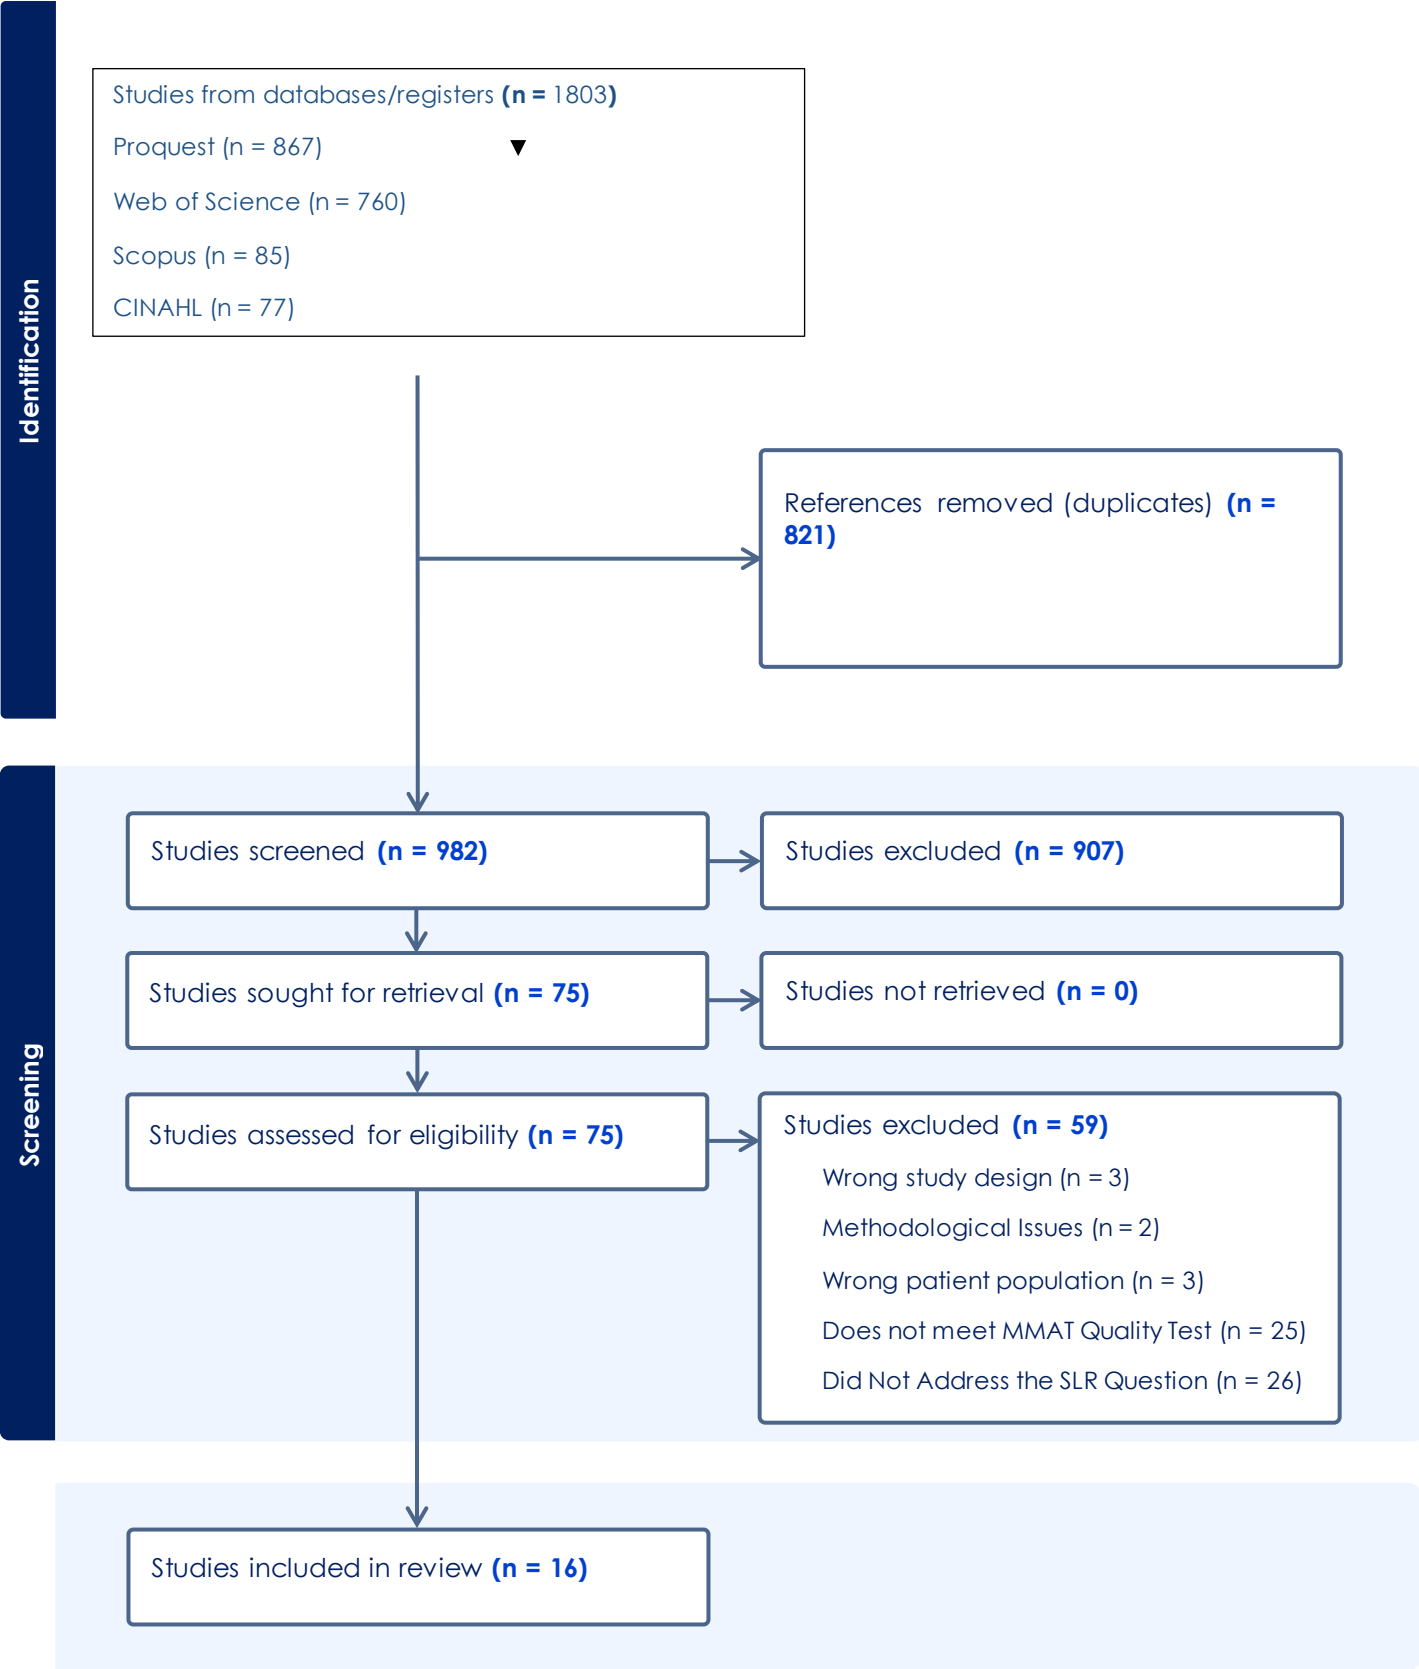 Identification
Studies from databases/registers (n = 1803)
Proquest (n = 867)
Web of Science (n = 760)
Scopus (n = 85)
CINAHL (n = 77)
References removed (duplicates) (n =
821)
Screening
Studies screened (n = 982)
Studies excluded (n = 907)
Studies sought for retrieval (n = 75)
Studies not retrieved (n = 0)
Studies assessed for eligibility (n = 75)
Studies excluded (n = 59)
Wrong study design (n = 3)
Methodological Issues (n = 2)
Wrong patient population (n = 3)
Does not meet MMAT Quality Test (n = 25)
Did Not Address the SLR Question (n = 26)
Studies included in review (n = 16)